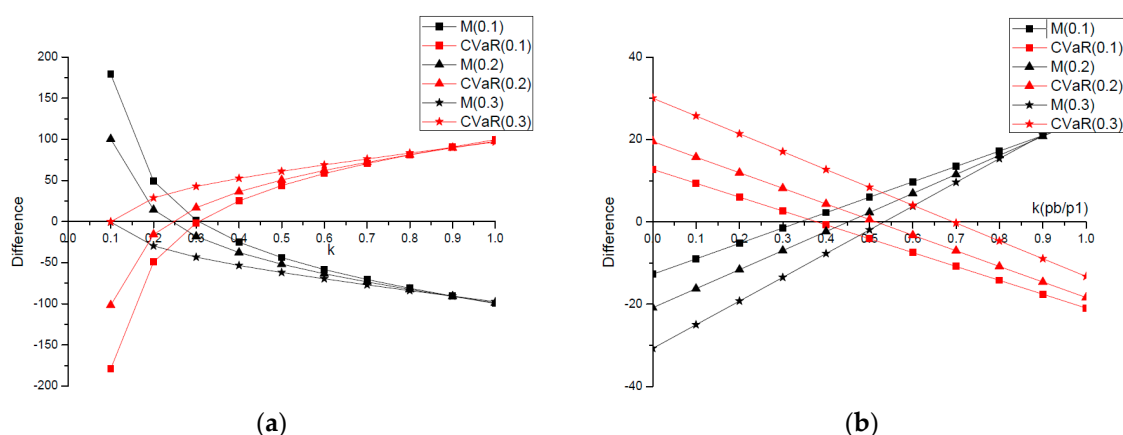 M(0.1)
CVaR(0.1)
M(0.2)
CVaR(0.2)
M(0.3)
CVaR(0.3)
200
150
100
50
0
-50
-100
-150
-200
Difference
0.0 0.1 0.2 0.3 0.4 0.5 0.6 0.7 0.8 0.9 1.0
k
(a)
M(0.1)
CVaR(0.1)
M(0.2)
CVaR(0.2)
M(0.3)
CVaR(0.3)
40
20
0
-20
-40
Difference
k(pb/p1)
0.0 0.1 0.2 0.3 0.4 0.5 0.6 0.7 0.8 0.9 1.0
(b)